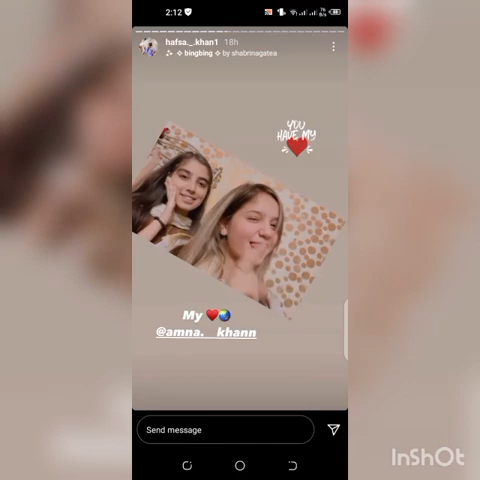 2:12
hafsa._.khan1 18h
bingbing by shabrinagatea
YOU
HAVE MY
My
@amna.__khann
Send message
InShOt